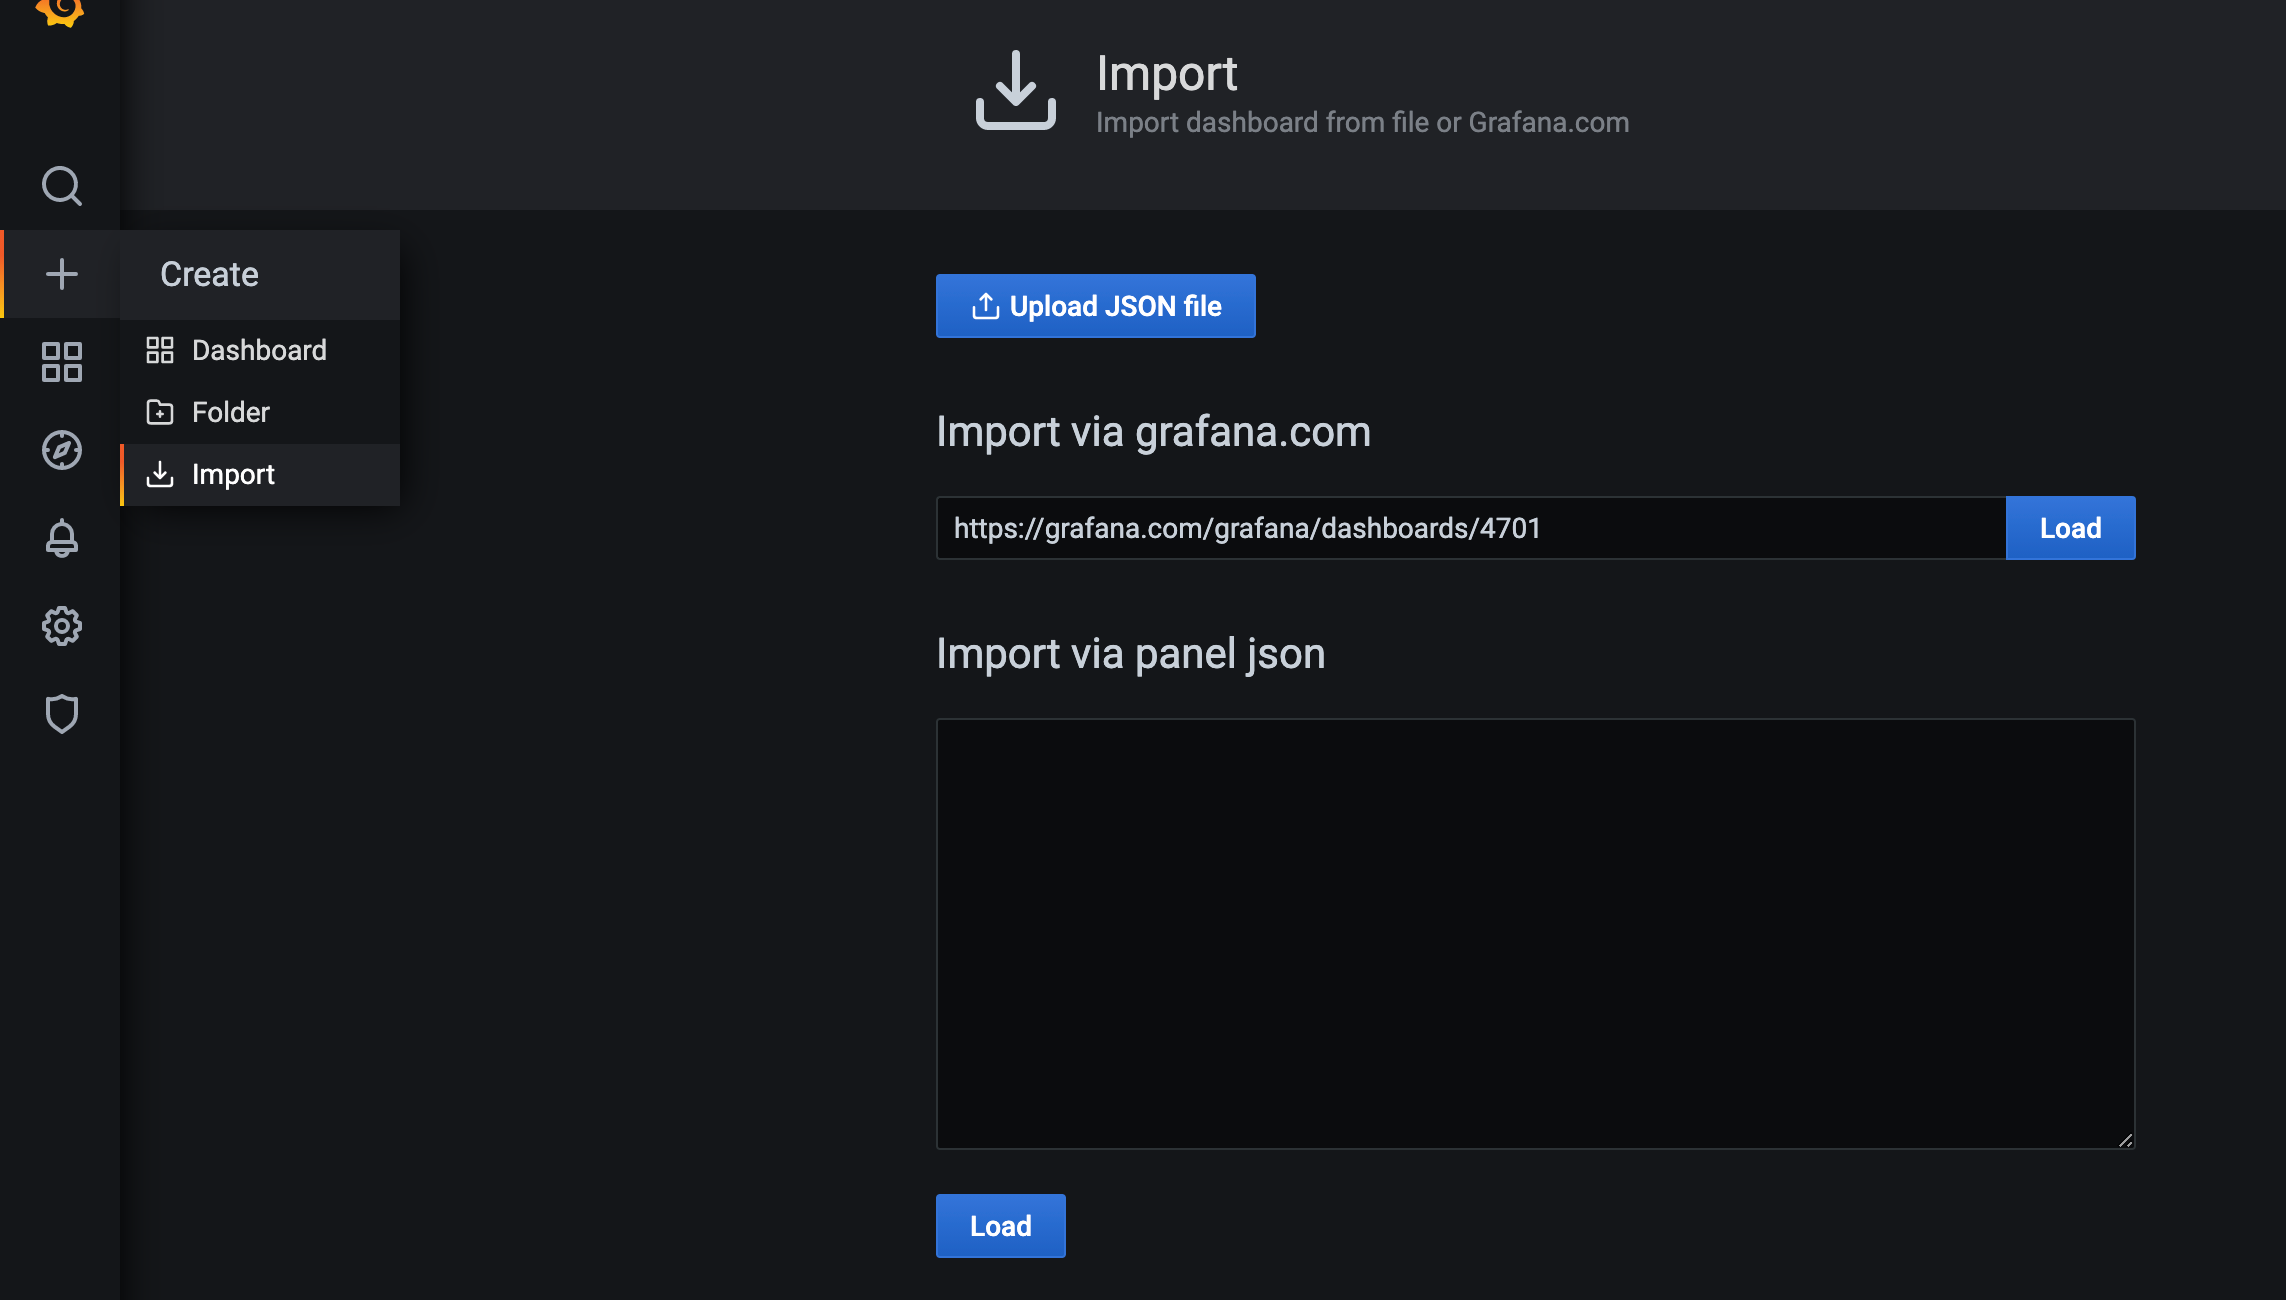 Import
Import dashboard from file or Grafana.com
Create
Dashboard
Folder
Import
Upload JSON file
Import via grafana.com
https://grafana.com/grafana/dashboards/4701
Load
Import via panel json
Load